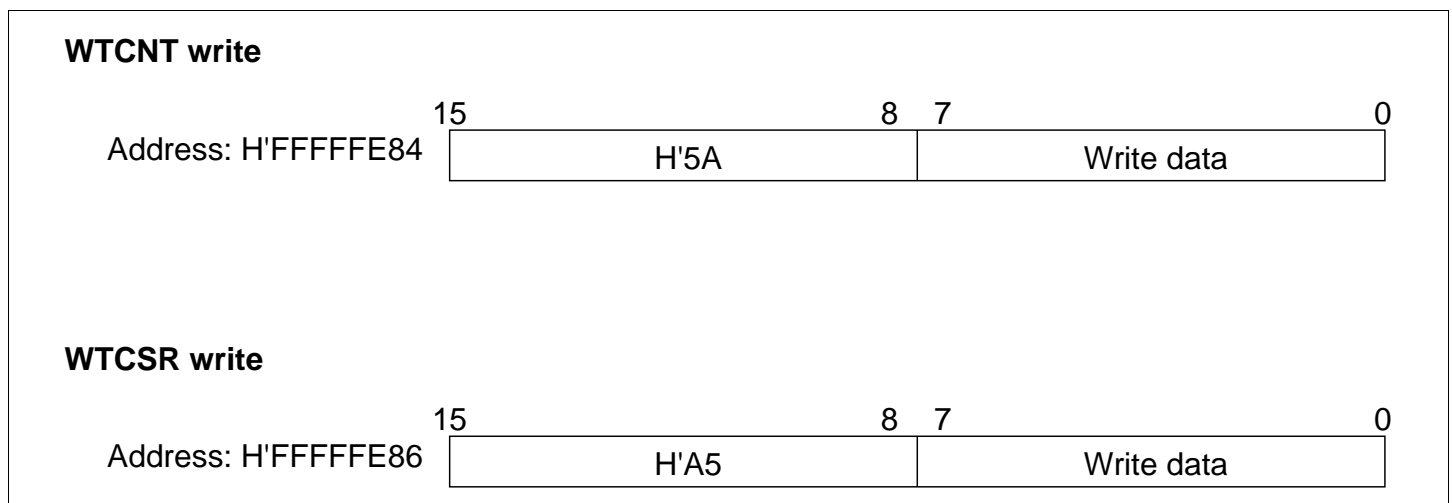 WTCNT write
15 8 7 0
Address: H'FFFFFE84 H'5A Write data
WTCSR write
15 8 7 0
Address: H'FFFFFE86 H'A5 Write data